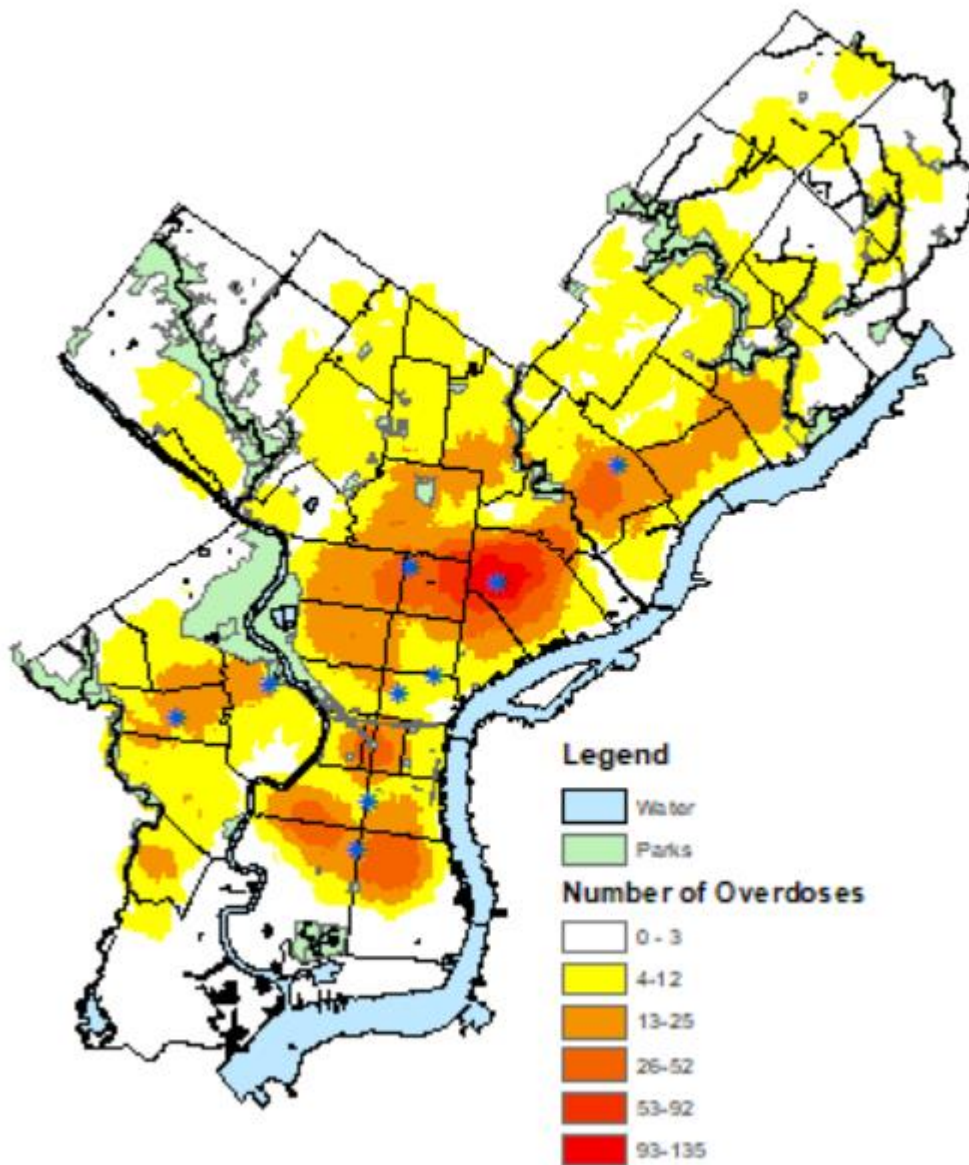 Legend
Water
Parks
Number of Overdoses
0 - 3
4-12
13-25
26-52
53-92
93-135